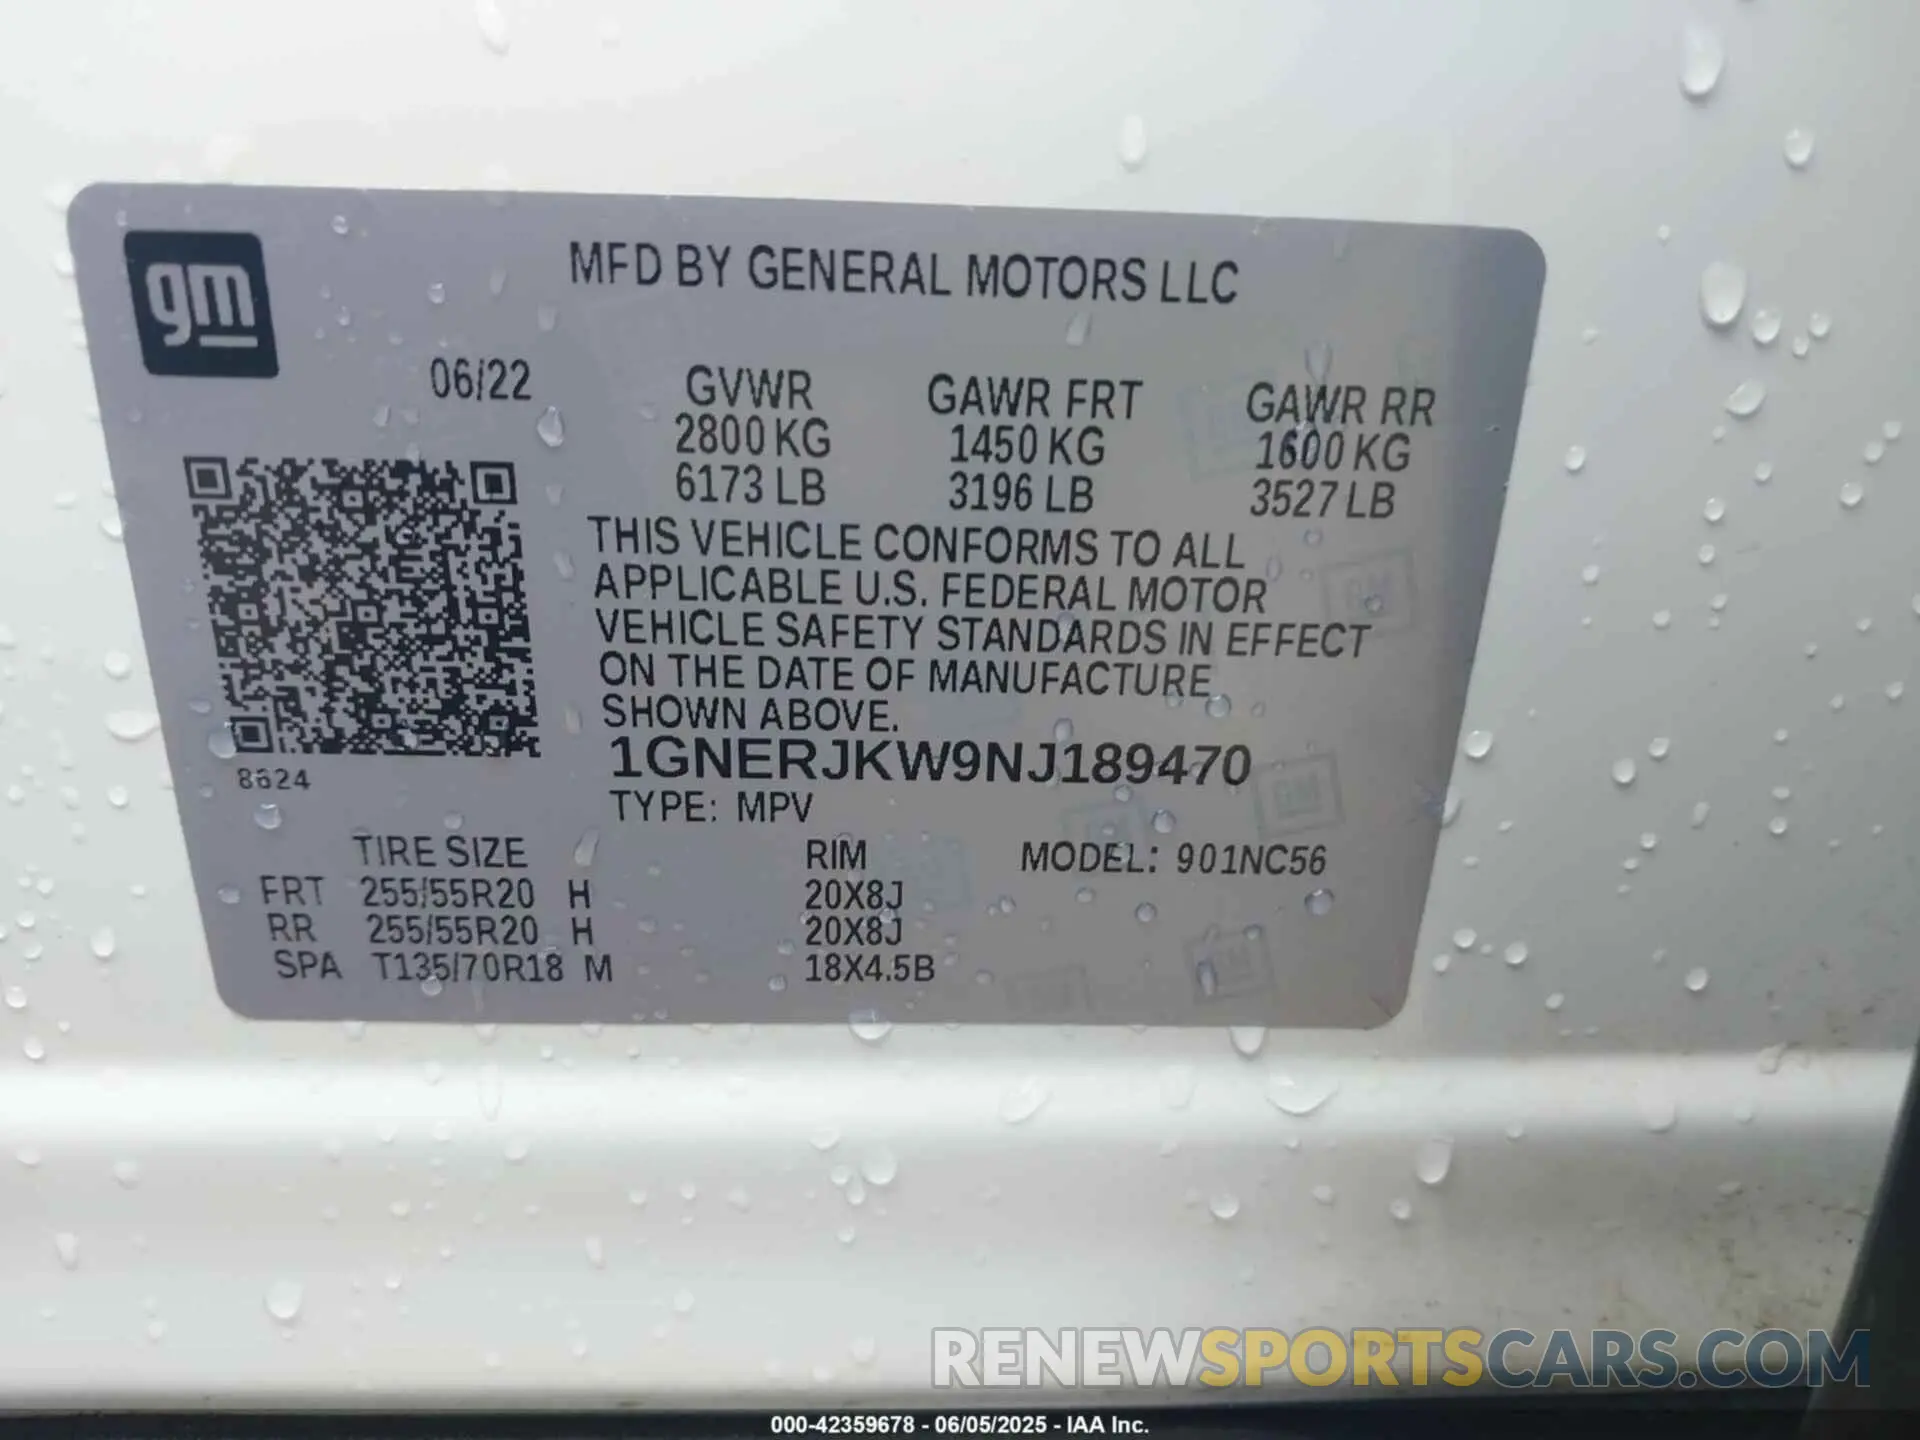 gm
MFD BY GENERAL MOTORS LLC
06/22
GVWR GAWR FRT GAWR RR
2800 KG 1450 KG 1600 KG
6173 LB 3196 LB 3527 LB
THIS VEHICLE CONFORMS TO ALL
APPLICABLE U.S. FEDERAL MOTOR
VEHICLE SAFETY STANDARDS IN EFFECT
ON THE DATE OF MANUFACTURE
SHOWN ABOVE.
1GNERJKW9NJ189470
8624
TYPE: MPV
TIRE SIZE RIM MODEL: 901NC56
FRT 255/55R20 H 20X8J
RR 255/55R20 H 20X8J
SPA T135/70R18 M 18X4.5B
RENEWSPORTSCARS.COM
000-42359678 - 06/05/2025 - IAA Inc.